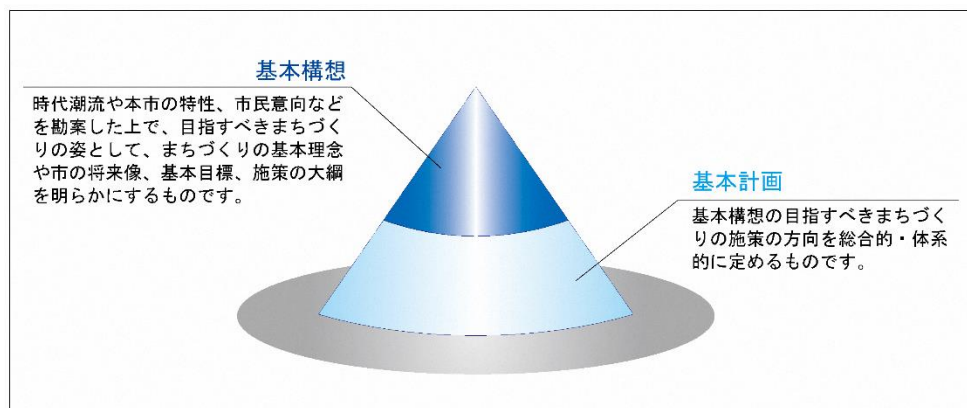 基本構想
時代潮流や本市の特性、市民意向など
を勘案した上で、目指すべきまちづく
りの姿として、まちづくりの基本理念
や市の将来像、基本目標、施策の大綱
を明らかにするものです。
基本計画
基本構想の目指すべきまちづく
りの施策の方向を総合的・体系
的に定めるものです。